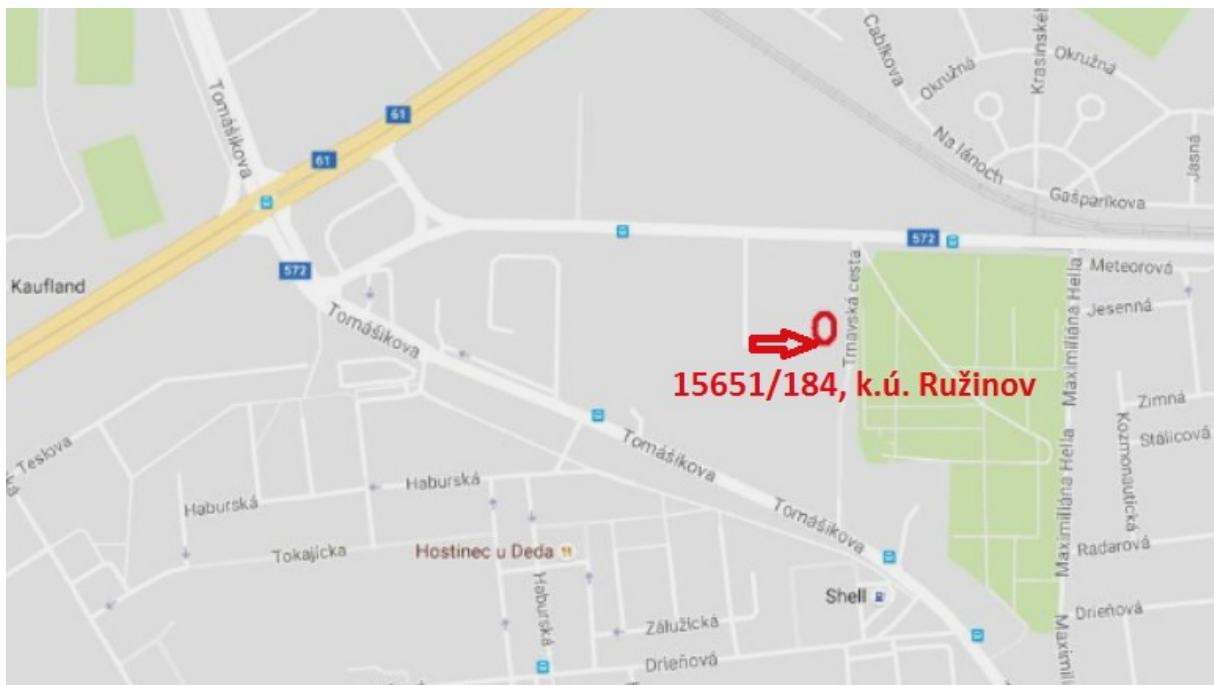 Cablkova
Okružná
Krasinského
Okružná
Tomášikova
61
61
Na lánoch
Jasná
Gašparíkova
572
572
Kaufland
Meteorová
Jesenná
Tomášikova
Trnavská cesta
Maximiliána Hella
15651/184, k.ú. Ružinov
Zimná
Stálicová
Kozmonautická
Teslova
Tomášikova
Haburská
Haburská
Tomášikova
Maximiliána Hella
Tokajícka
Hostinec u Deda
Radarová
Haburská
Shell
Drieňová
Zálužická
Drieňová